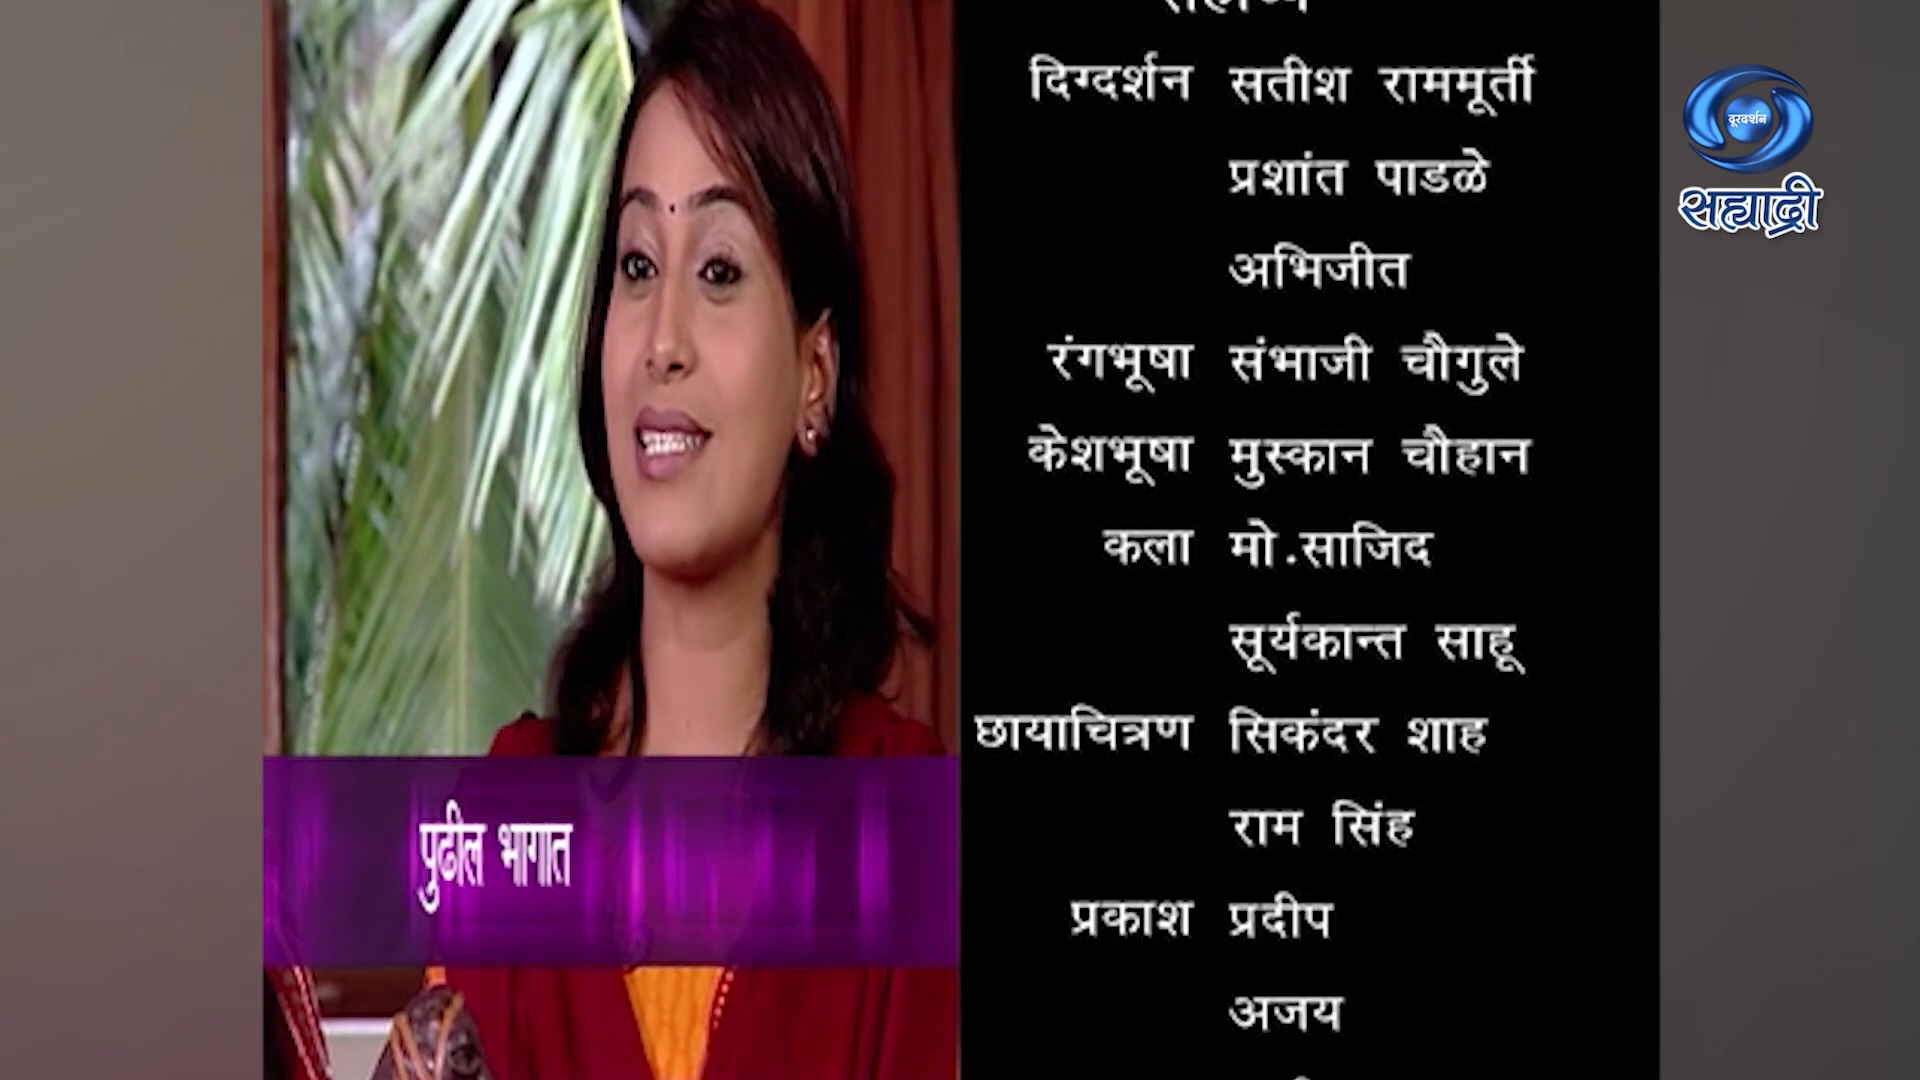 साहाय्य
दिग्दर्शन सतीश राममूर्ती
प्रशांत पाडळे
अभिजीत
रंगभूषा संभाजी चौगुले
केशभूषा मुस्कान चौहान
कला मो.साजिद
सूर्यकान्त साहू
छायाचित्रण सिकंदर शाह
राम सिंह
प्रकाश प्रदीप
अजय
पुढील भागात
दूरदर्शन
सह्याद्री